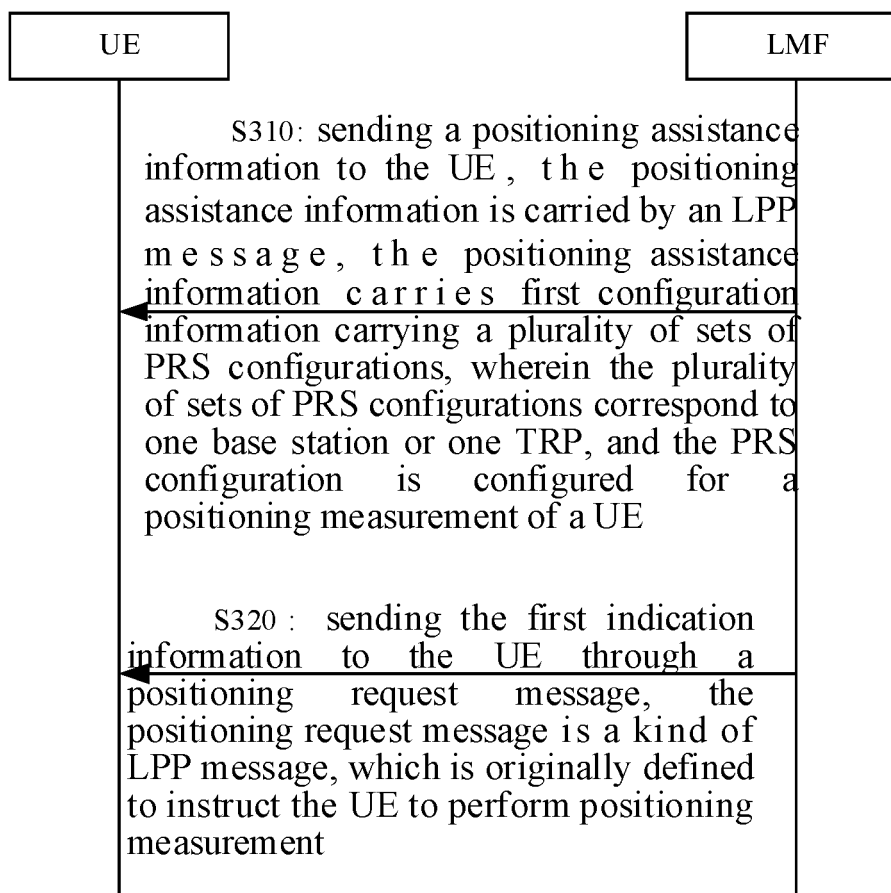 UE
LMF
S310: sending a positioning assistance
information to the UE, the positioning
assistance information is carried by an LPP
message, the positioning assistance
information carries first configuration
information carrying a plurality of sets of
PRS configurations, wherein the plurality
of sets of PRS configurations correspond to
one base station or one TRP, and the PRS
configuration is configured for a
positioning measurement of a UE
S320: sending the first indication
information to the UE through a
positioning request message, the
positioning request message is a kind of
LPP message, which is originally defined
to instruct the UE to perform positioning
measurement